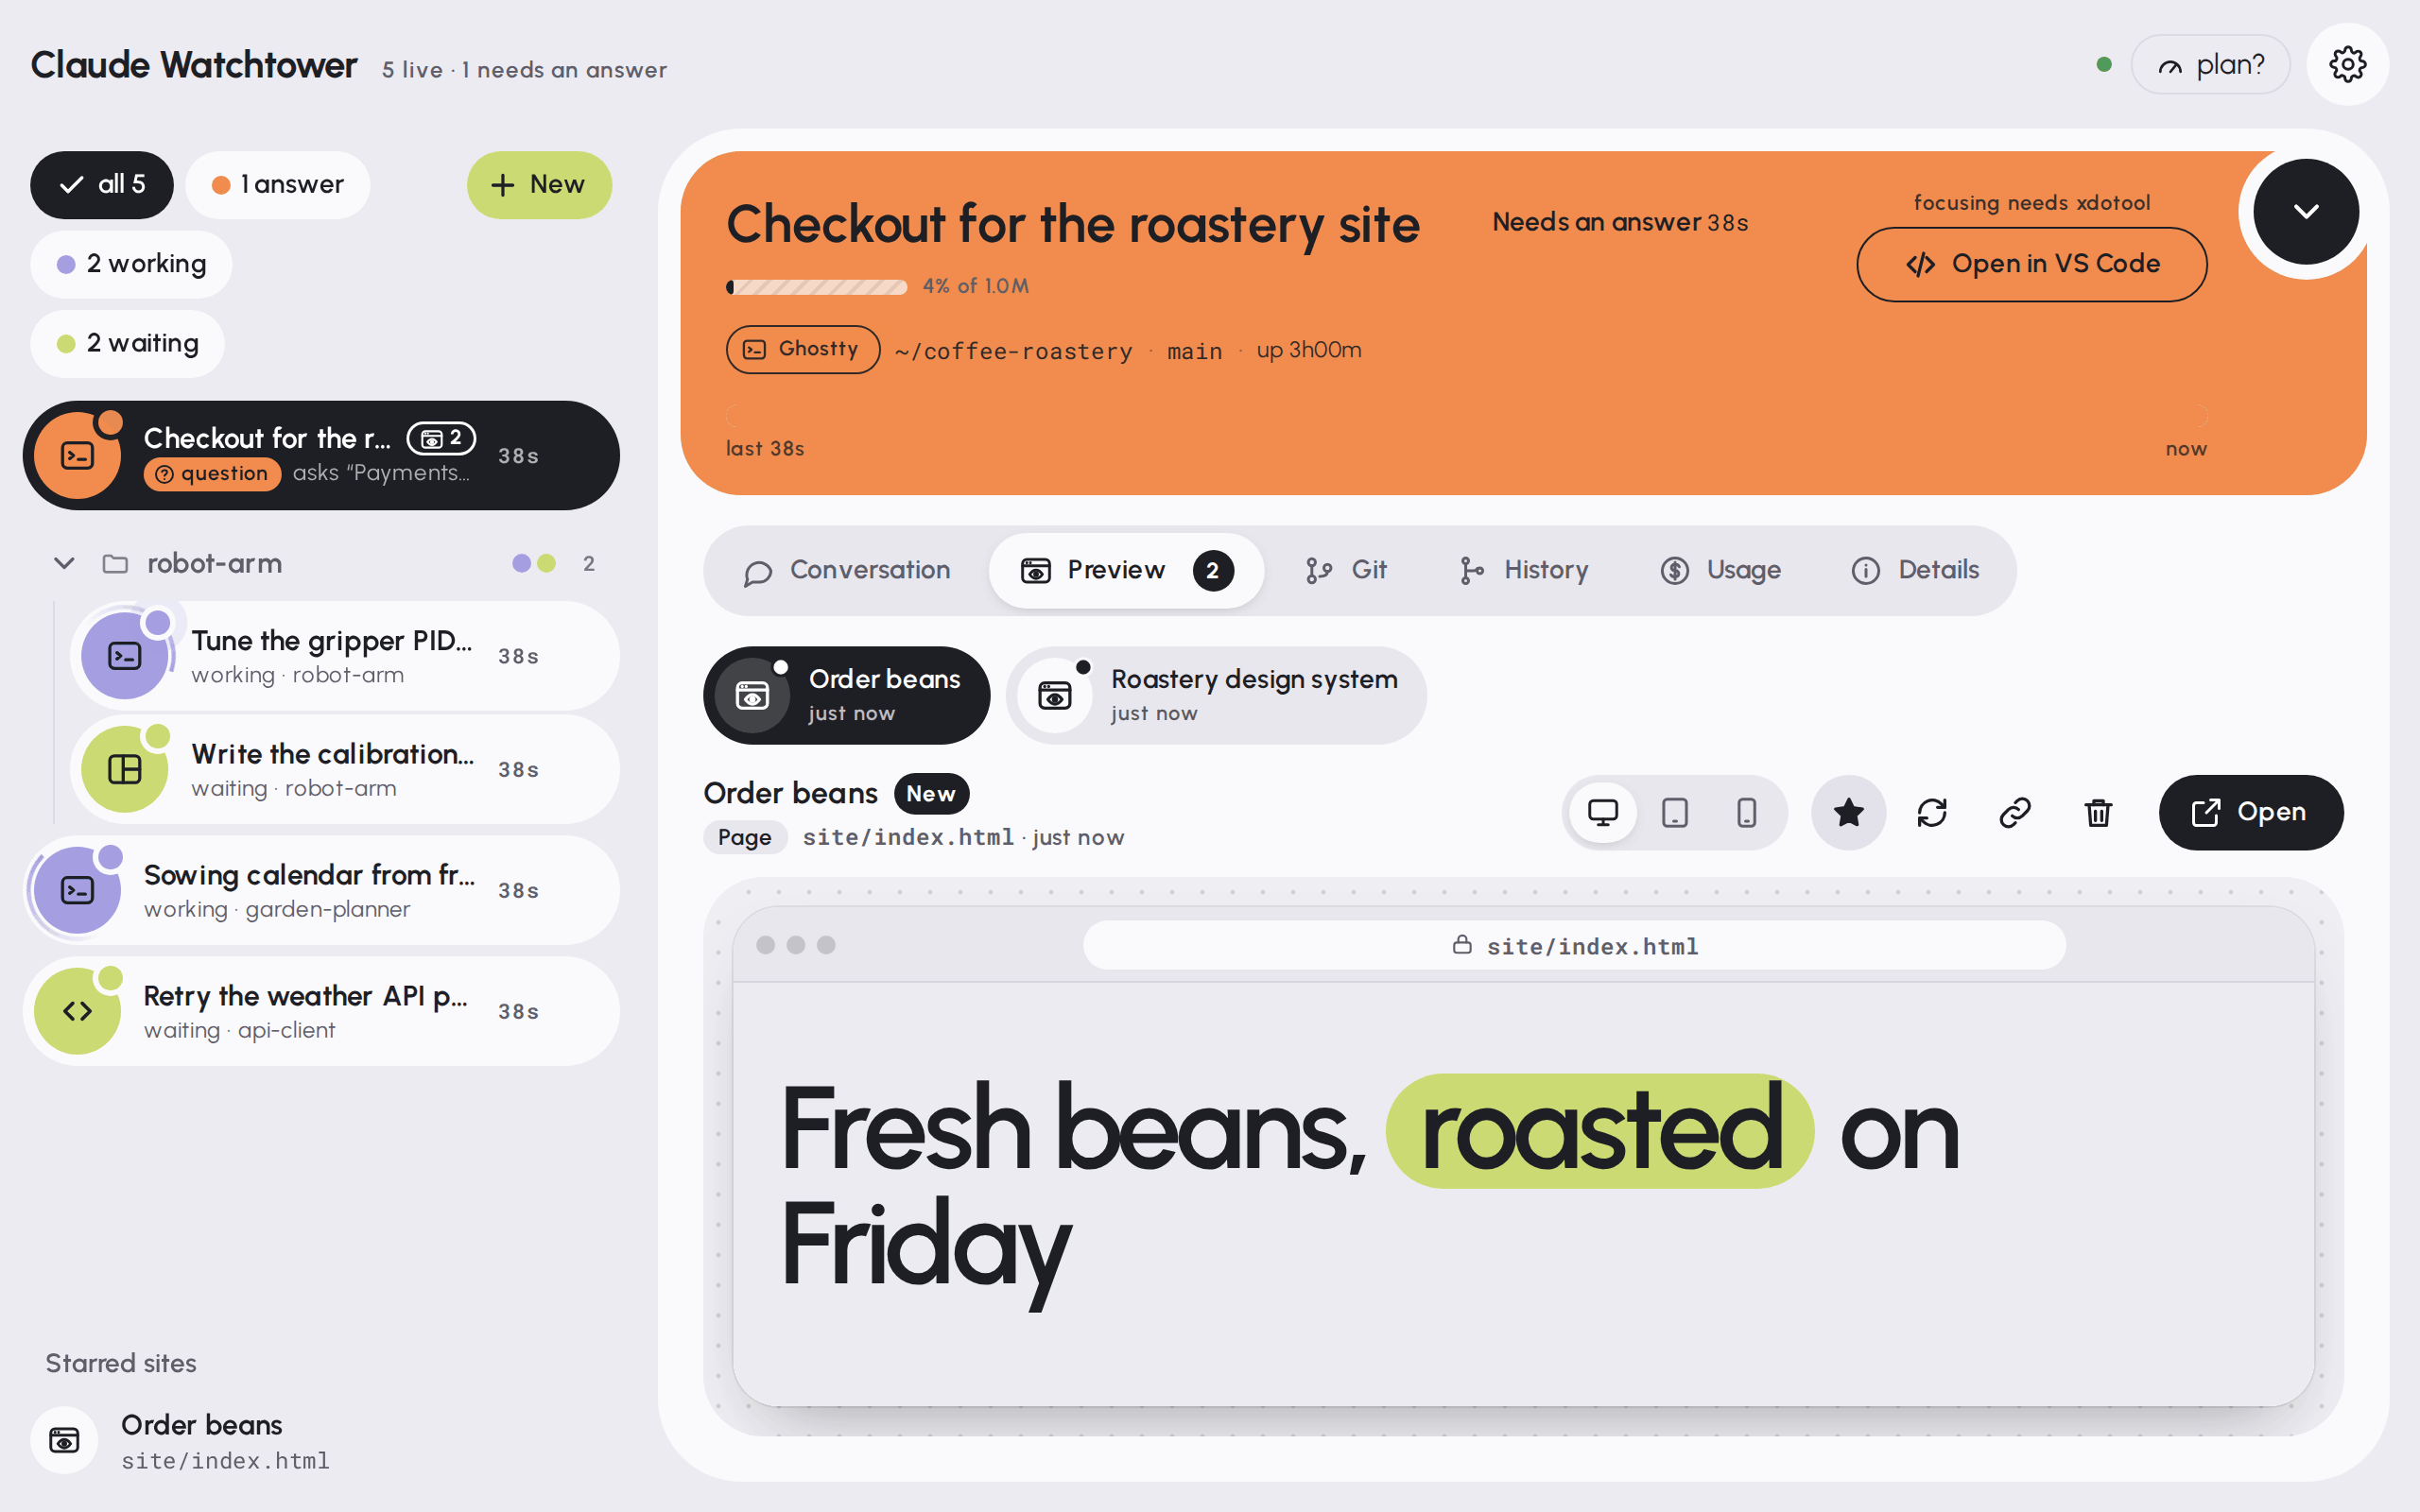 Claude Watchtower
5 live · 1 needs an answer
plan?
all 5
1 answer
New
2 working
2 waiting
Checkout for the r...
2
38s
question
asks “Payments...
robot-arm
2
Tune the gripper PID...
38s
working · robot-arm
Write the calibration...
38s
waiting · robot-arm
Sowing calendar from fr...
38s
working · garden-planner
Retry the weather API p...
38s
waiting · api-client
Starred sites
Order beans
site/index.html
Checkout for the roastery site
Needs an answer 38s
focusing needs xdotool
Open in VS Code
4% of 1.0M
Ghostty
~/coffee-roastery · main · up 3h00m
last 38s
now
Conversation
Preview
2
Git
History
Usage
Details
Order beans
just now
Roastery design system
just now
Order beans
New
Page
site/index.html · just now
Open
site/index.html
Fresh beans, roasted on
Friday